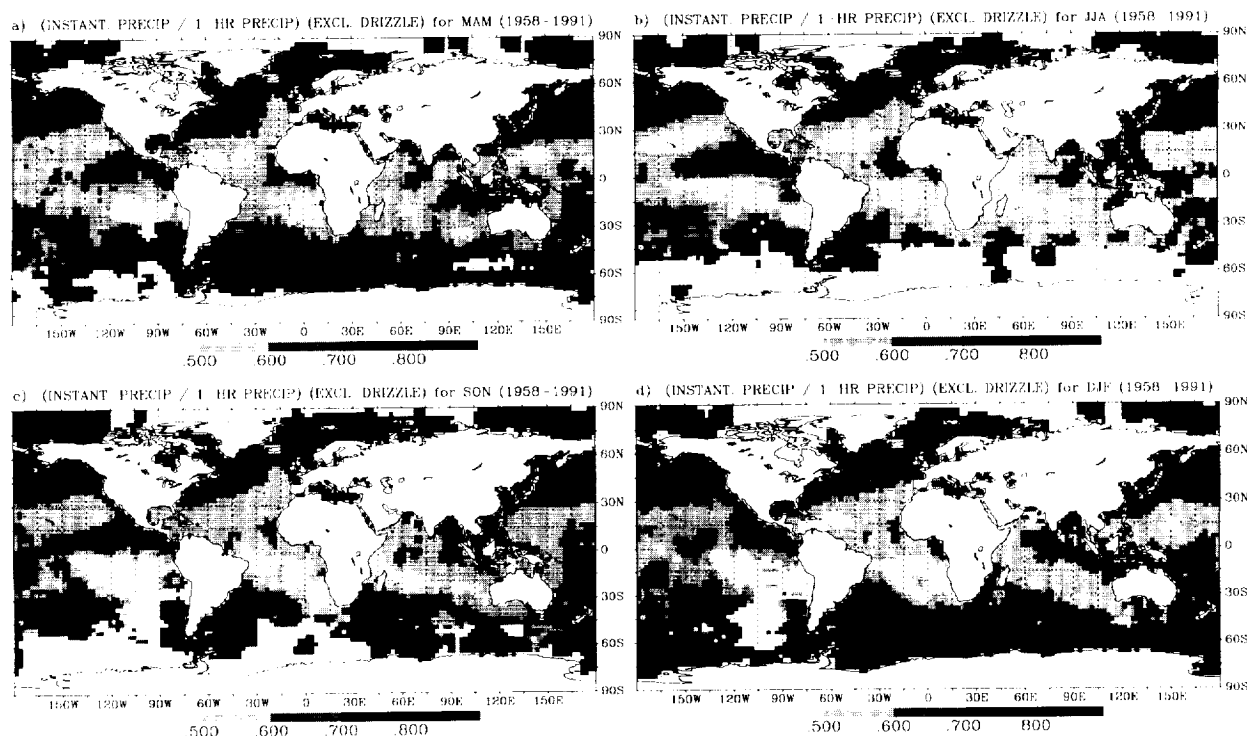 a) (INSTANT. PRECIP / 1-HR PRECIP) (EXCL. DRIZZLE) for MAM (1958-1991)
90N
60N
30N
0
30S
60S
90S
150W 120W 90W 60W 30W 0 30E 60E 90E 120E 150E
.500 .600 .700 .800
b) (INSTANT. PRECIP / 1-HR PRECIP) (EXCL. DRIZZLE) for JJA (1958-1991)
90N
60N
30N
0
30S
60S
90S
150W 120W 90W 60W 30W 0 30E 60E 90E 120E 150E
.500 .600 .700 .800
c) (INSTANT. PRECIP / 1-HR PRECIP) (EXCL. DRIZZLE) for SON (1958-1991)
90N
60N
30N
0
30S
60S
90S
150W 120W 90W 60W 30W 0 30E 60E 90E 120E 150E
.500 .600 .700 .800
d) (INSTANT. PRECIP / 1-HR PRECIP) (EXCL. DRIZZLE) for DJF (1958-1991)
90N
60N
30N
0
30S
60S
90S
150W 120W 90W 60W 30W 0 30E 60E 90E 120E 150E
.500 .600 .700 800